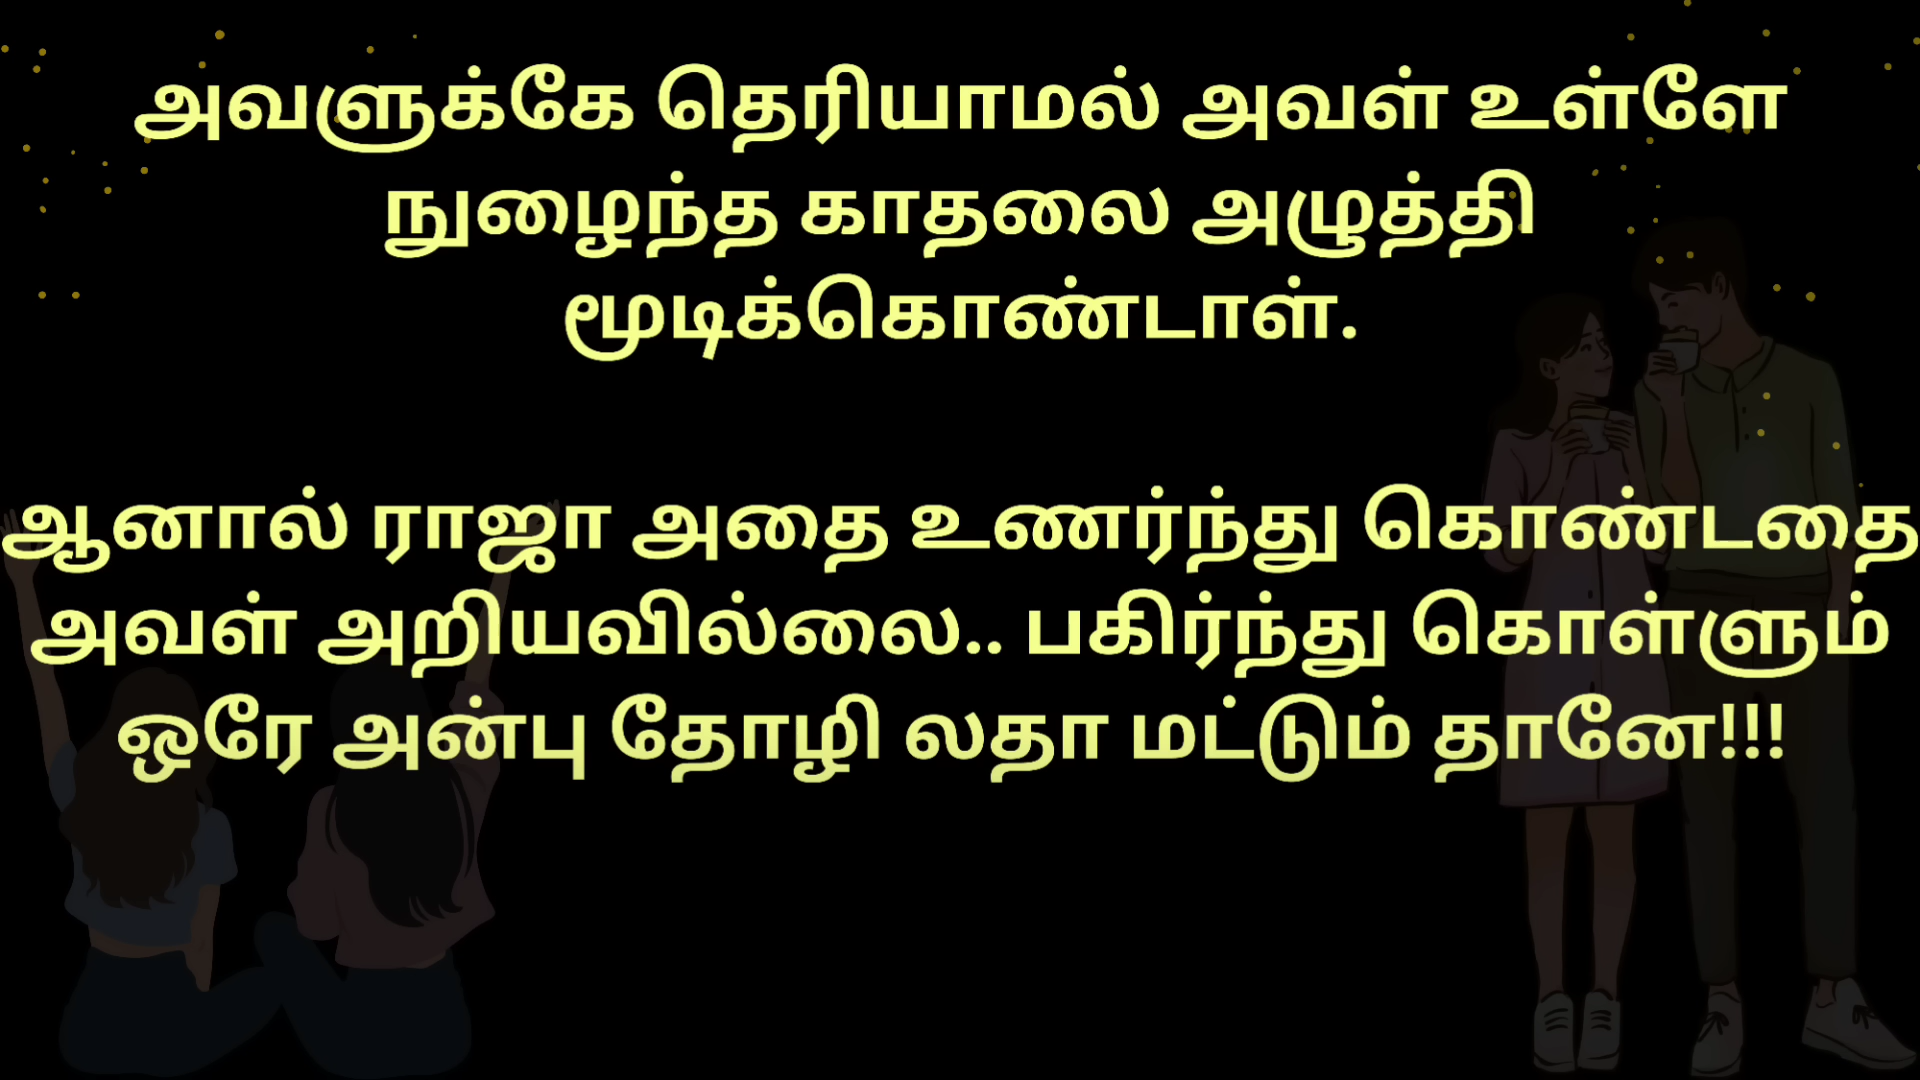 அவளுக்கே தெரியாமல் அவள் உள்ளே
நுழைந்த காதலை அழுத்தி
மூடிக்கொண்டாள்.
ஆனால் ராஜா அதை உணர்ந்து கொண்டதை
அவள் அறியவில்லை.. பகிர்ந்து கொள்ளும்
ஒரே அன்பு தோழி லதா மட்டும் தானே!!!